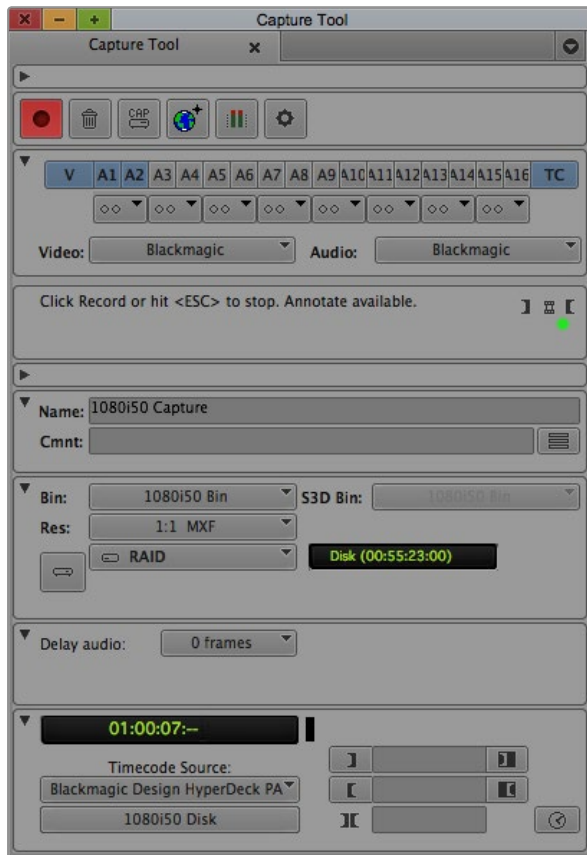 Capture Tool
Capture Tool
CAP
V A1 A2 A3 A4 A5 A6 A7 A8 A9 A10 A11 A12 A13 A14 A15 A16 TC
Video: Blackmagic Audio: Blackmagic
Click Record or hit <ESC> to stop. Annotate available.
Name: 1080i50 Capture
Cmnt:
Bin: 1080i50 Bin S3D Bin: 1080i50 Bin
Res: 1:1 MXF
RAID Disk (00:55:23:00)
Delay audio: 0 frames
01:00:07:--
Timecode Source:
Blackmagic Design HyperDeck PA
1080i50 Disk